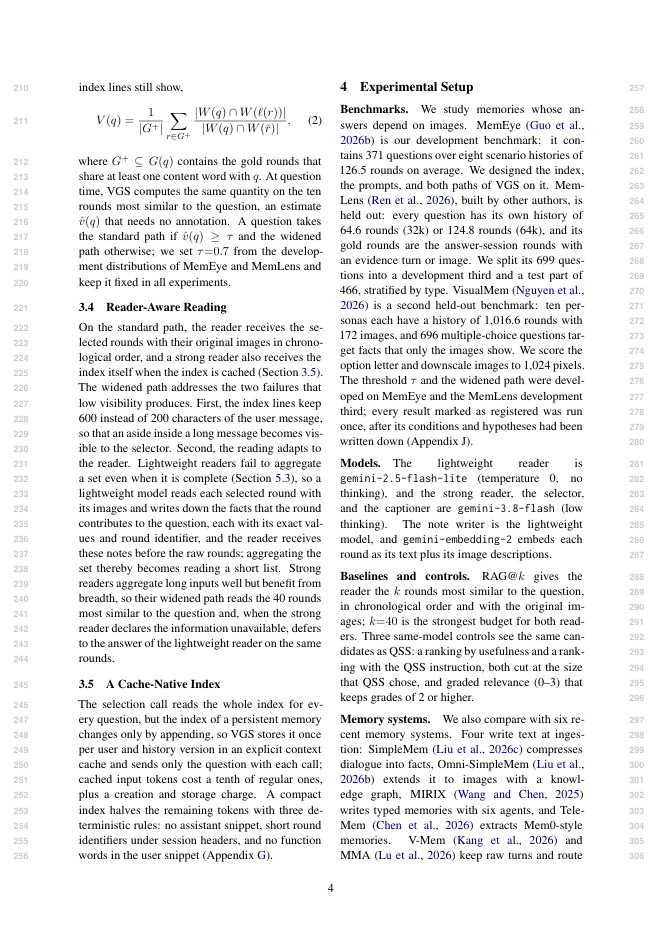 210
index lines still show,
211
V(q) = 1/|G⁺| ∑_{r∈G⁺} |W(q) ∩ W(ℓ(r))| / |W(q) ∩ W(r̄)|, (2)
212
where G⁺ ⊆ G(q) contains the gold rounds that
213
share at least one content word with q. At question
214
time, VGS computes the same quantity on the ten
215
rounds most similar to the question, an estimate
216
v̂(q) that needs no annotation. A question takes
217
the standard path if v̂(q) ≥ τ and the widened
218
path otherwise; we set τ=0.7 from the develop-
219
ment distributions of MemEye and MemLens and
220
keep it fixed in all experiments.
221
3.4 Reader-Aware Reading
222
On the standard path, the reader receives the se-
223
lected rounds with their original images in chrono-
224
logical order, and a strong reader also receives the
225
index itself when the index is cached (Section 3.5).
226
The widened path addresses the two failures that
227
low visibility produces. First, the index lines keep
228
600 instead of 200 characters of the user message,
229
so that an aside inside a long message becomes vis-
230
ible to the selector. Second, the reading adapts to
231
the reader. Lightweight readers fail to aggregate
232
a set even when it is complete (Section 5.3), so a
233
lightweight model reads each selected round with
234
its images and writes down the facts that the round
235
contributes to the question, each with its exact val-
236
ues and round identifier, and the reader receives
237
these notes before the raw rounds; aggregating the
238
set thereby becomes reading a short list. Strong
239
readers aggregate long inputs well but benefit from
240
breadth, so their widened path reads the 40 rounds
241
most similar to the question and, when the strong
242
reader declares the information unavailable, defers
243
to the answer of the lightweight reader on the same
244
rounds.
245
3.5 A Cache-Native Index
246
The selection call reads the whole index for ev-
247
ery question, but the index of a persistent memory
248
changes only by appending, so VGS stores it once
249
per user and history version in an explicit context
250
cache and sends only the question with each call;
251
cached input tokens cost a tenth of regular ones,
252
plus a creation and storage charge. A compact
253
index halves the remaining tokens with three de-
254
terministic rules: no assistant snippet, short round
255
identifiers under session headers, and no function
256
words in the user snippet (Appendix G).
4 Experimental Setup
257
Benchmarks. We study memories whose an-
258
swers depend on images. MemEye (Guo et al.,
259
2026b) is our development benchmark: it con-
260
tains 371 questions over eight scenario histories of
261
126.5 rounds on average. We designed the index,
262
the prompts, and both paths of VGS on it. Mem-
263
Lens (Ren et al., 2026), built by other authors, is
264
held out: every question has its own history of
265
64.6 rounds (32k) or 124.8 rounds (64k), and its
266
gold rounds are the answer-session rounds with
267
an evidence turn or image. We split its 699 ques-
268
tions into a development third and a test part of
269
466, stratified by type. VisualMem (Nguyen et al.,
270
2026) is a second held-out benchmark: ten per-
271
sonas each have a history of 1,016.6 rounds with
272
172 images, and 696 multiple-choice questions tar-
273
get facts that only the images show. We score the
274
option letter and downscale images to 1,024 pixels.
275
The threshold τ and the widened path were devel-
276
oped on MemEye and the MemLens development
277
third; every result marked as registered was run
278
once, after its conditions and hypotheses had been
279
written down (Appendix J).
280
Models. The lightweight reader is
281
gemini-2.5-flash-lite (temperature 0, no
282
thinking), and the strong reader, the selector,
283
and the captioner are gemini-3.8-flash (low
284
thinking). The note writer is the lightweight
285
model, and gemini-embedding-2 embeds each
286
round as its text plus its image descriptions.
287
Baselines and controls. RAG@k gives the
288
reader the k rounds most similar to the question,
289
in chronological order and with the original im-
290
ages; k=40 is the strongest budget for both read-
291
ers. Three same-model controls see the same can-
292
didates as QSS: a ranking by usefulness and a rank-
293
ing with the QSS instruction, both cut at the size
294
that QSS chose, and graded relevance (0–3) that
295
keeps grades of 2 or higher.
296
Memory systems. We also compare with six re-
297
cent memory systems. Four write text at inges-
298
tion: SimpleMem (Liu et al., 2026c) compresses
299
dialogue into facts, Omni-SimpleMem (Liu et al.,
300
2026b) extends it to images with a knowl-
301
edge graph, MIRIX (Wang and Chen, 2025)
302
writes typed memories with six agents, and Tele-
303
Mem (Chen et al., 2026) extracts Mem0-style
304
memories. V-Mem (Kang et al., 2026) and
305
MMA (Lu et al., 2026) keep raw turns and route
306
4